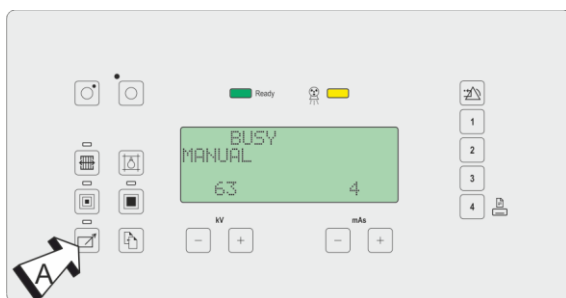 Ready
BUSY
MANUAL
63 4
kV mAs
- + - +
1
2
3
4
A